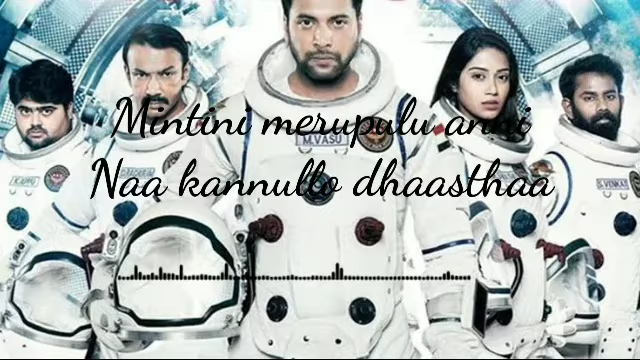 Mintini merupulu anni
Naa kannullo dhaasthaa
M.VASU
S.VENKAT